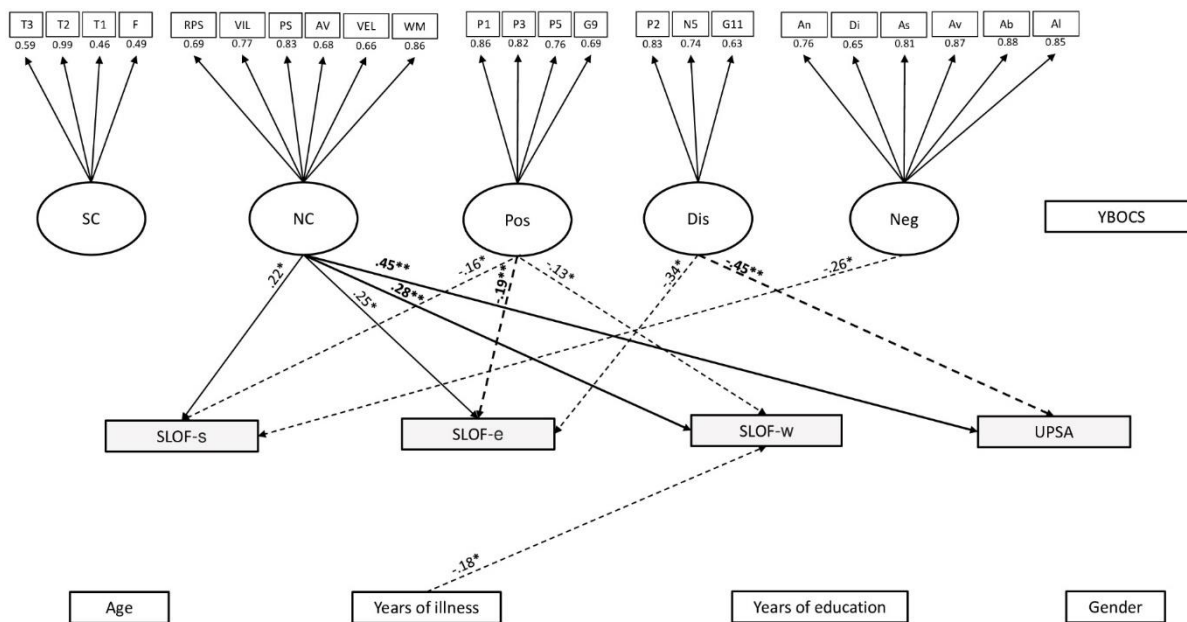 T3 T2 T1 F RPS VIL PS AV VEL WM P1 P3 P5 G9 P2 N5 G11 An Di As Av Ab Al
0.59 0.99 0.46 0.49 0.69 0.77 0.83 0.68 0.66 0.86 0.86 0.82 0.76 0.69 0.83 0.74 0.63 0.76 0.65 0.81 0.87 0.88 0.85
SC NC Pos Dis Neg YBOCS
.22* .25* .45** .28** -.16* -.19** -.13* -.34* -.45** -.26*
SLOF-s SLOF-e SLOF-w UPSA
-.18*
Age Years of illness Years of education Gender